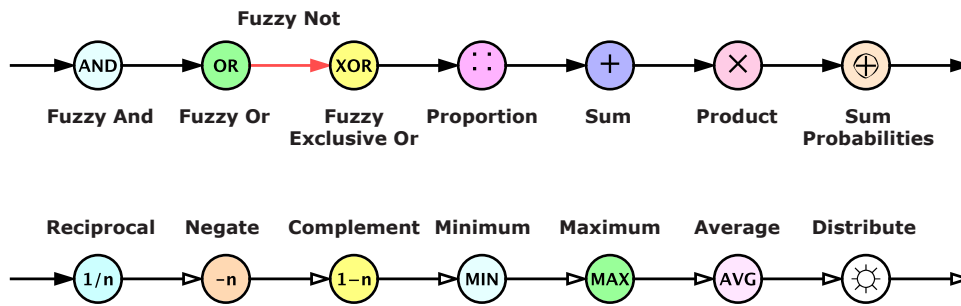 Fuzzy Not
AND OR XOR :: + × ⊕
Fuzzy And Fuzzy Or Fuzzy Proportion Sum Product Sum
Exclusive Or Probabilities
Reciprocal Negate Complement Minimum Maximum Average Distribute
1/n -n 1-n MIN MAX AVG